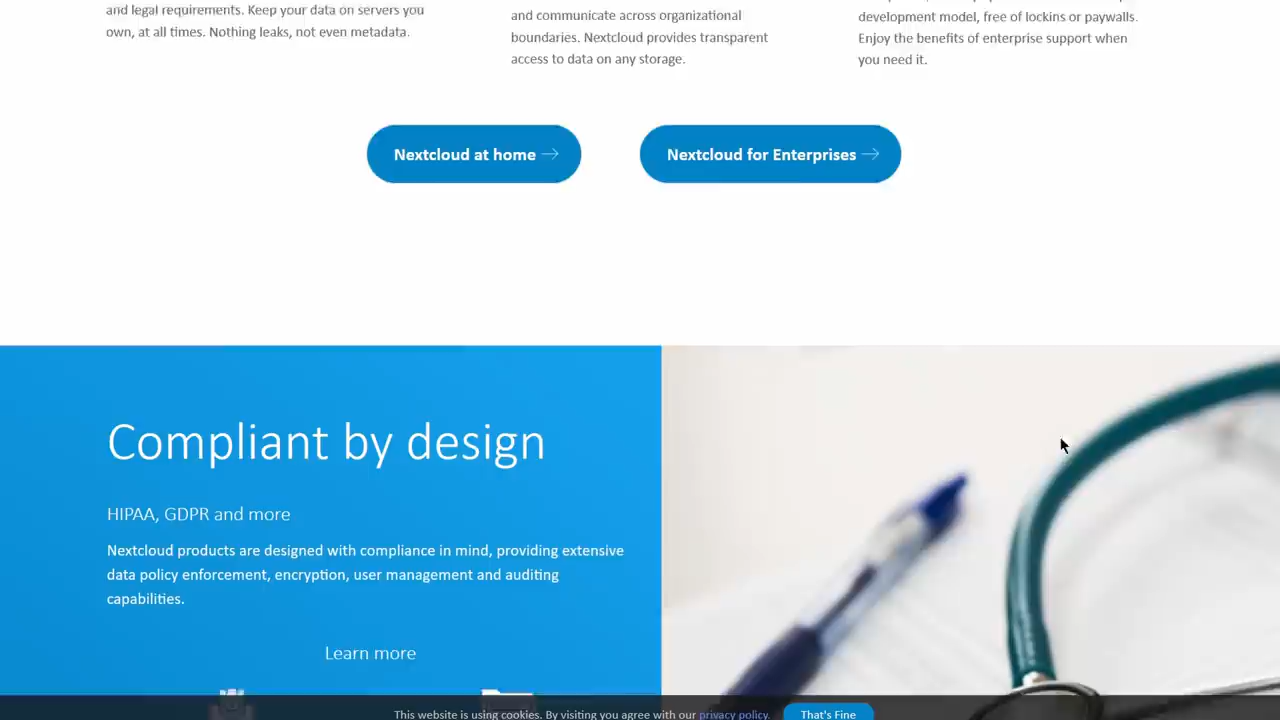 and legal requirements. Keep your data on servers you
own, at all times. Nothing leaks, not even metadata.
and communicate across organizational
boundaries. Nextcloud provides transparent
access to data on any storage.
development model, free of lockins or paywalls.
Enjoy the benefits of enterprise support when
you need it.
Nextcloud at home →
Nextcloud for Enterprises →
Compliant by design
HIPAA, GDPR and more
Nextcloud products are designed with compliance in mind, providing extensive
data policy enforcement, encryption, user management and auditing
capabilities.
Learn more
This website is using cookies. By visiting you agree with our privacy policy. That's Fine